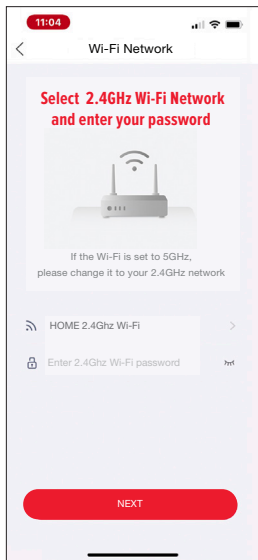 11:04
Wi-Fi Network
Select 2.4GHz Wi-Fi Network
and enter your password
If the Wi-Fi is set to 5GHz,
please change it to your 2.4GHz network
HOME 2.4Ghz Wi-Fi
Enter 2.4Ghz Wi-Fi password
NEXT